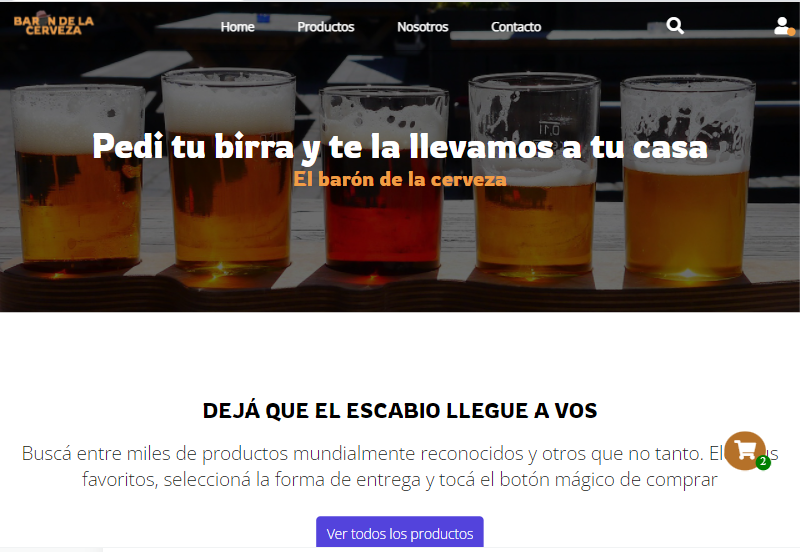 BARÓN DE LA
CERVEZA
Home Productos Nosotros Contacto
Pedi tu birra y te la llevamos a tu casa
El barón de la cerveza
DEJÁ QUE EL ESCABIO LLEGUE A VOS
Buscá entre miles de productos mundialmente reconocidos y otros que no tanto.
favoritos, seleccioná la forma de entrega y tocá el botón mágico de comprar
2
Ver todos los productos